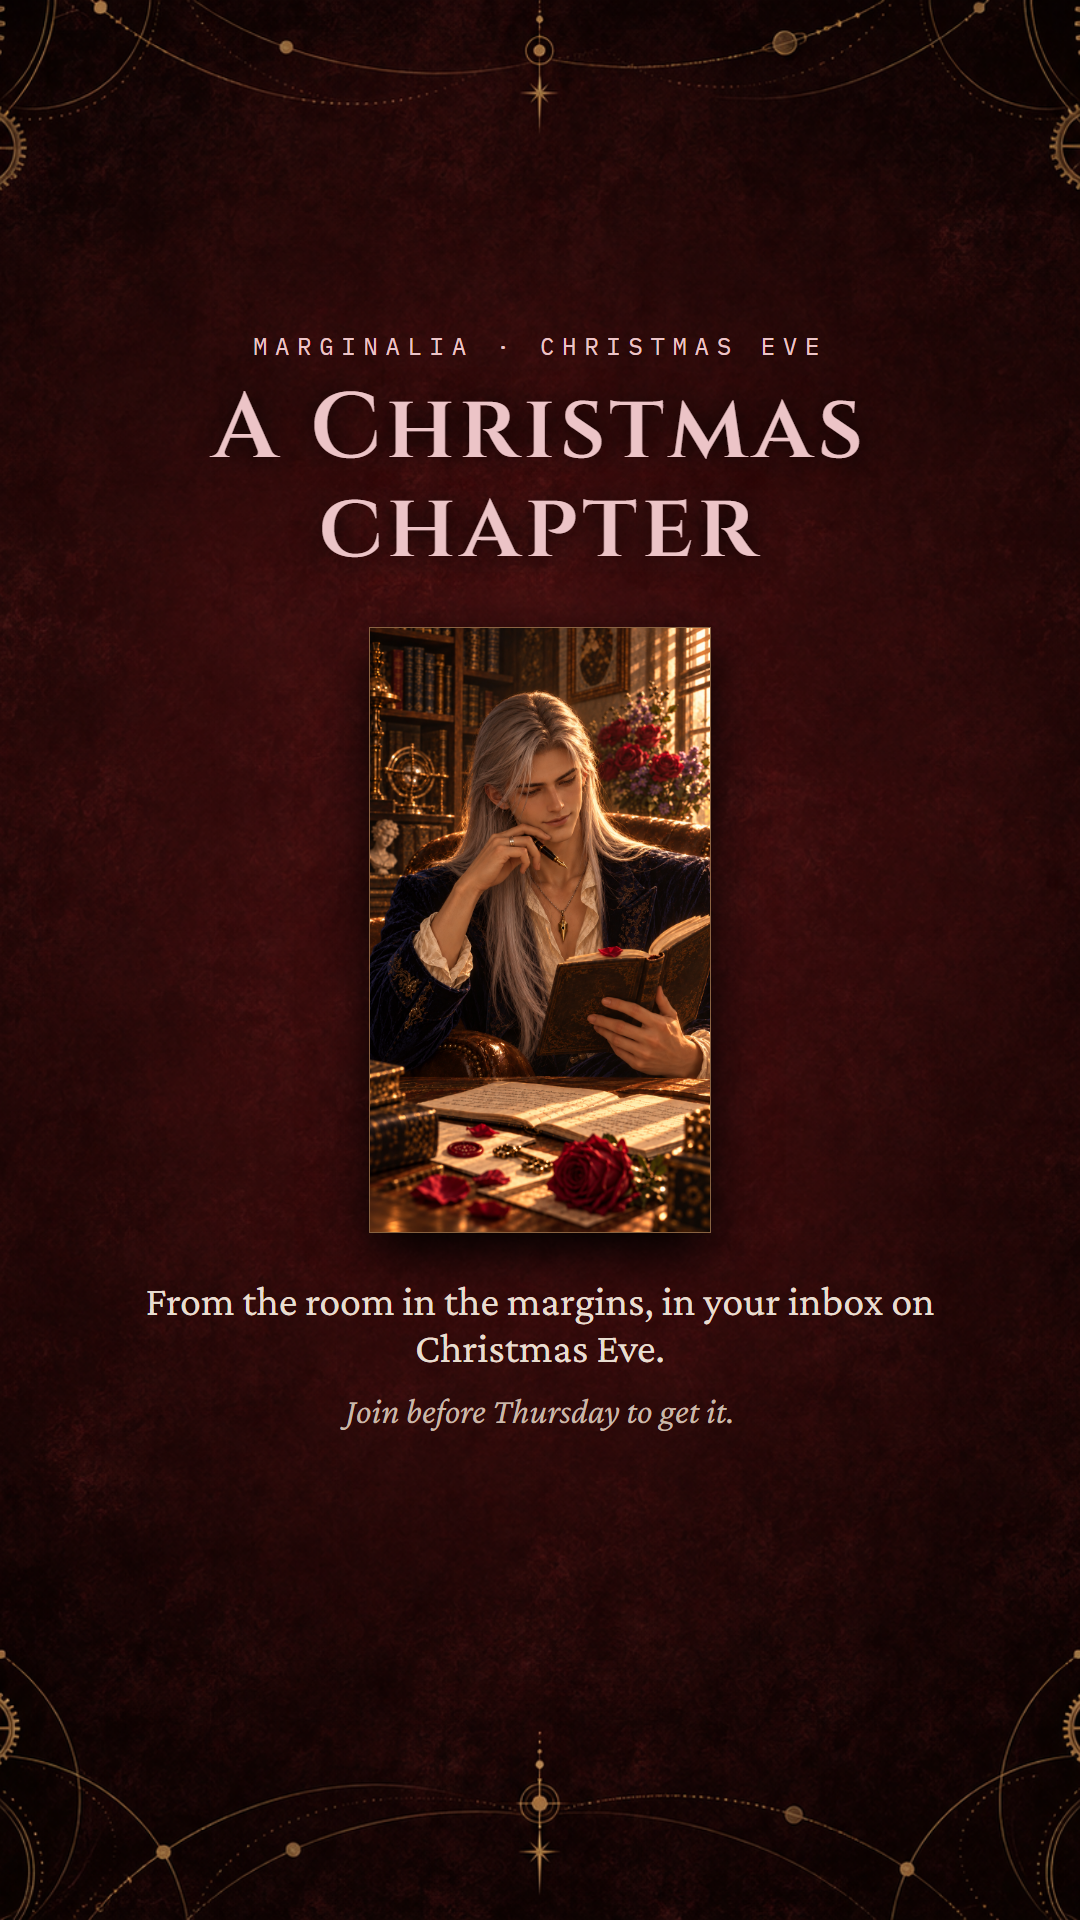 MARGINALIA · CHRISTMAS EVE
A CHRISTMAS
CHAPTER
From the room in the margins, in your inbox on
Christmas Eve.
Join before Thursday to get it.